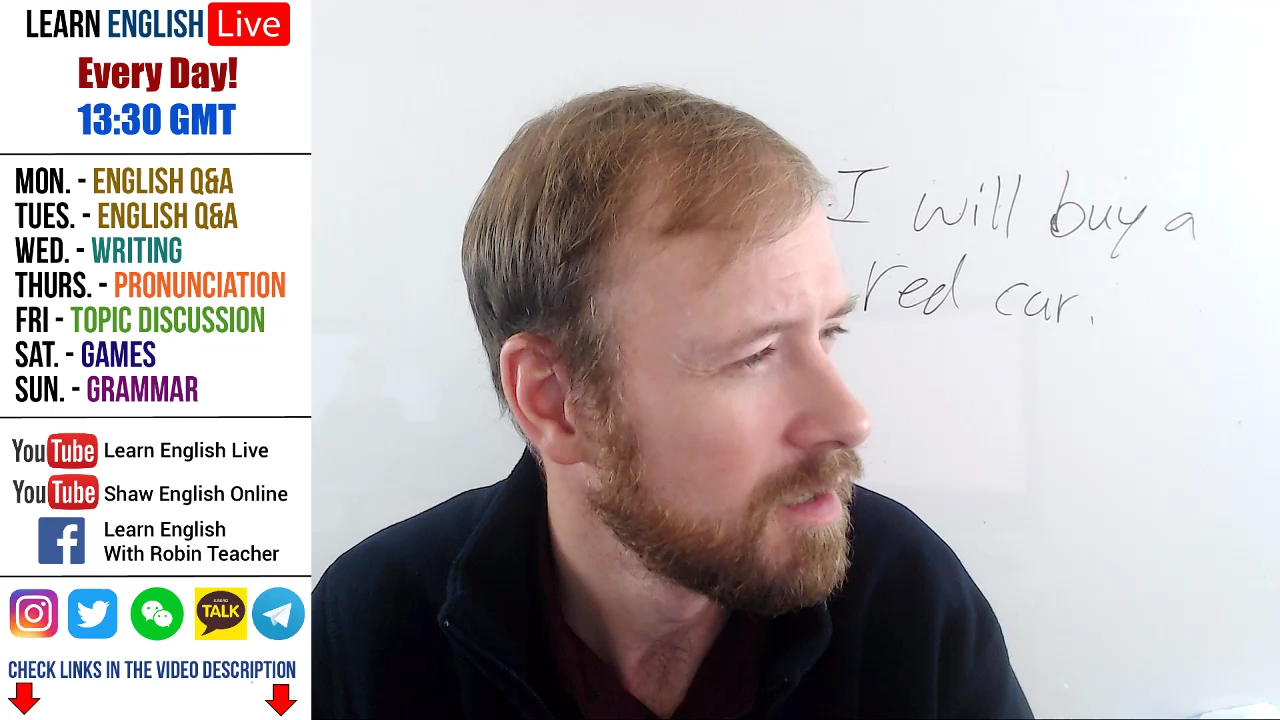 LEARN ENGLISH Live
Every Day!
13:30 GMT
MON. - ENGLISH Q&A
TUES. - ENGLISH Q&A
WED. - WRITING
THURS. - PRONUNCIATION
FRI - TOPIC DISCUSSION
SAT. - GAMES
SUN. - GRAMMAR
YouTube Learn English Live
YouTube Shaw English Online
f Learn English
With Robin Teacher
TALK
CHECK LINKS IN THE VIDEO DESCRIPTION
I will buy a
red car.